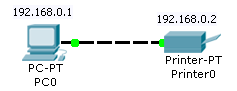 192.168.0.1
192.168.0.2
PC-PT
PC0
Printer-PT
Printer0